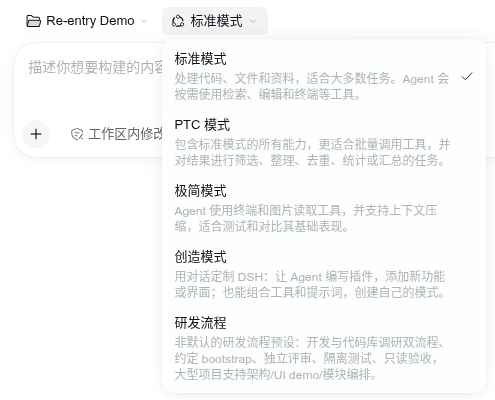 Re-entry Demo
标准模式
描述你想要构建的内容
工作区内修改
标准模式
处理代码、文件和资料，适合大多数任务。Agent 会
按需使用检索、编辑和终端等工具。
PTC 模式
包含标准模式的所有能力，更适合批量调用工具，并
对结果进行筛选、整理、去重、统计或汇总的任务。
极简模式
Agent 使用终端和图片读取工具，并支持上下文压
缩，适合测试和对比其基础表现。
创造模式
用对话定制 DSH：让 Agent 编写插件，添加新功能
或界面；也能组合工具和提示词，创建自己的模式。
研发流程
非默认的研发流程预设：开发与代码库调研双流程、
约定 bootstrap、独立评审、隔离测试、只读验收，
大型项目支持架构/UI demo/模块编排。